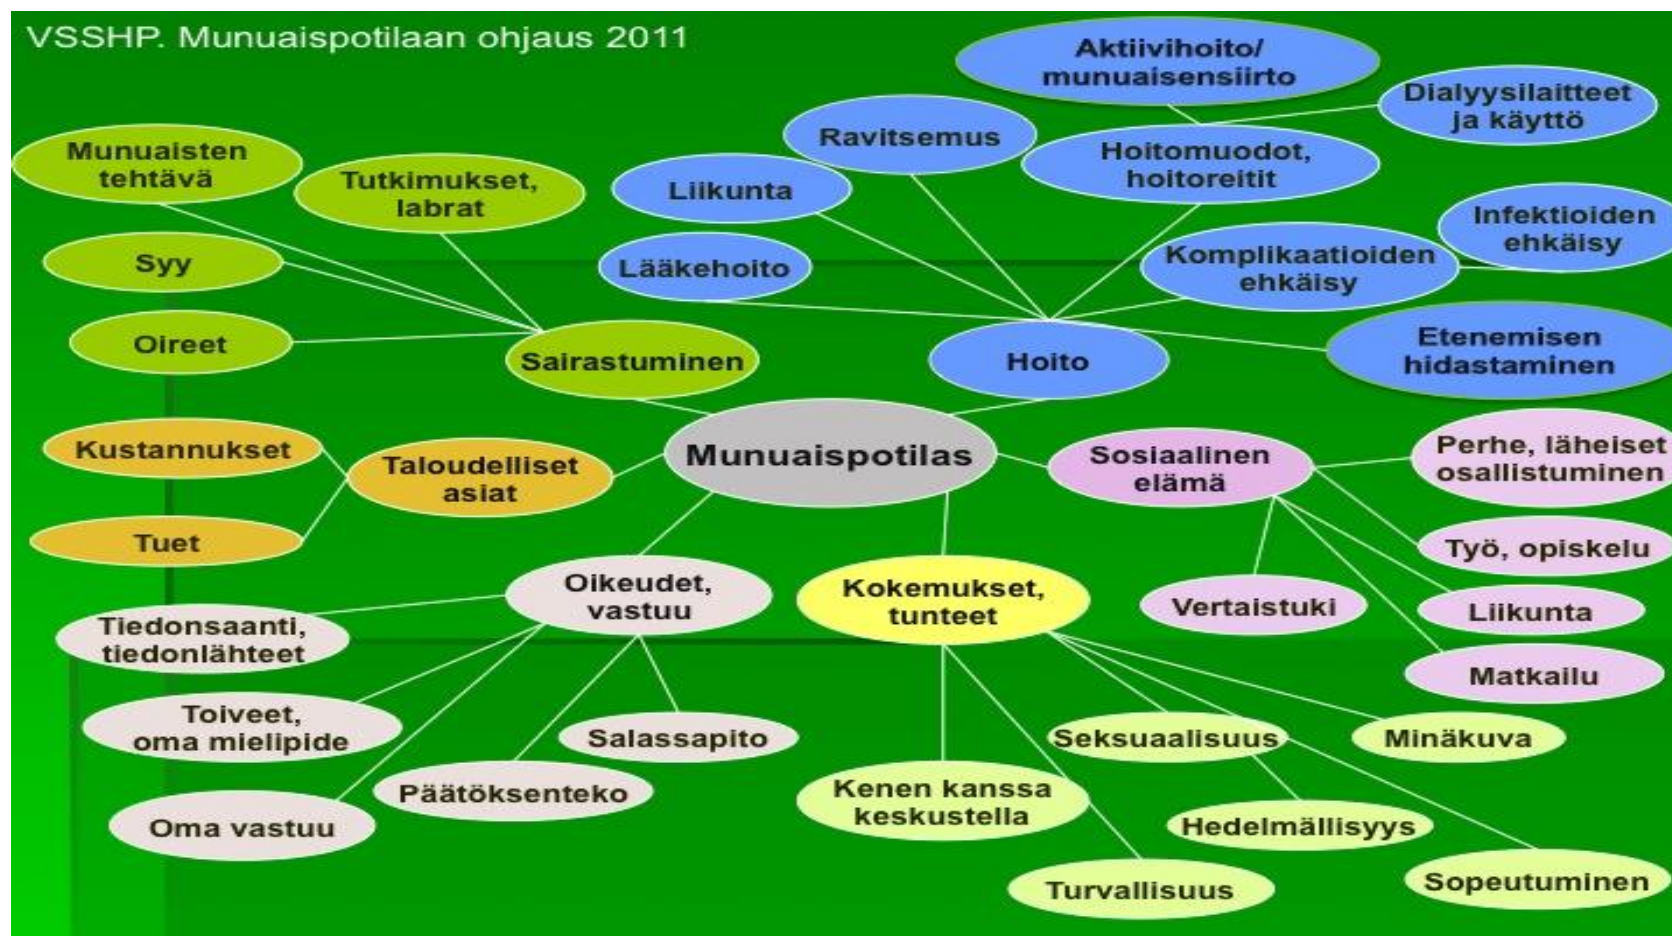 VSSHP. Munuaispotilaan ohjaus 2011
Aktiivihoito/
munuaisensiirto
Dialyysilaitteet
ja käyttö
Ravitsemus
Hoitomuodot,
hoitoreitit
Munuaisten
tehtävä
Tutkimukset,
labrat
Liikunta
Infektioiden
ehkäisy
Syy
Lääkehoito
Komplikaatioiden
ehkäisy
Oireet
Sairastuminen
Hoito
Etenemisen
hidastaminen
Kustannukset
Taloudelliset
asiat
Munuaispotilas
Sosiaalinen
elämä
Perhe, läheiset
osallistuminen
Tuet
Työ, opiskelu
Oikeudet,
vastuu
Kokemukset,
tunteet
Vertaistuki
Liikunta
Tiedonsaanti,
tiedonlähteet
Matkailu
Toiveet,
oma mielipide
Salassapito
Seksuaalisuus
Minäkuva
Päätöksenteko
Kenen kanssa
keskustella
Oma vastuu
Hedelmällisyys
Turvallisuus
Sopeutuminen